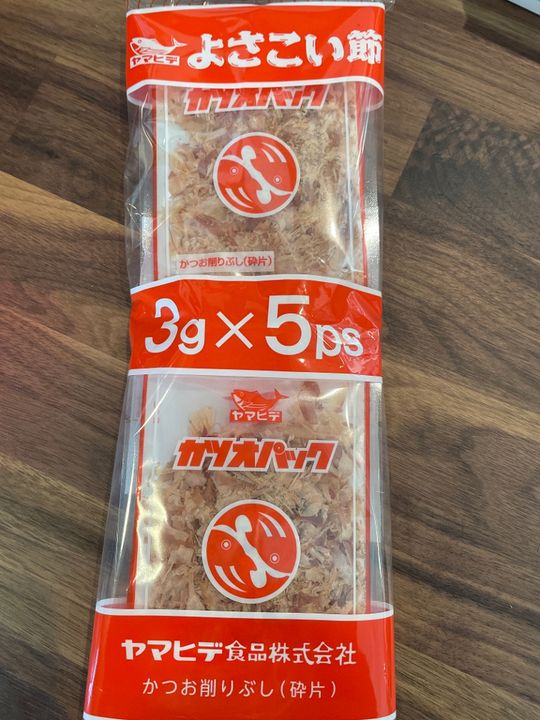 ヤマヒデ
よさこい節
カツオパック
かつお削りぶし(砕片)
3g×5ps
ヤマヒデ
カツオパック
ヤマヒデ食品株式会社
かつお削りぶし(砕片)